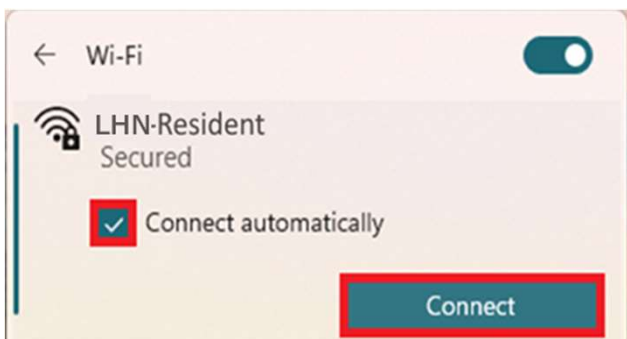 Wi-Fi
LHN-Resident
Secured
Connect automatically
Connect